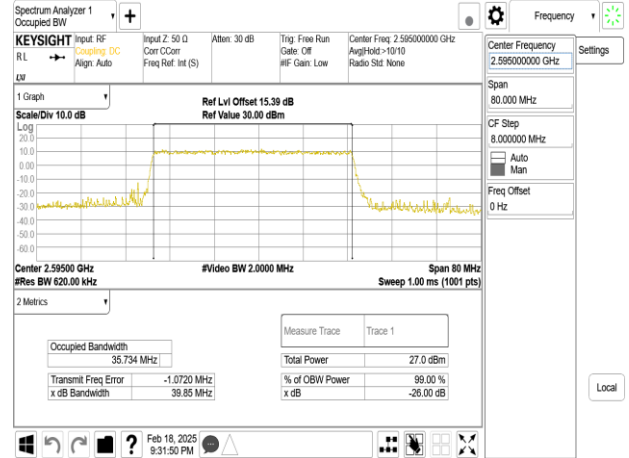 Spectrum Analyzer 1
Occupied BW
Frequency
KEYSIGHT
RL
LXI
Input: RF
Coupling: DC
Align: Auto
Input Z: 50 Ω
Corr CCorr
Freq Ref: Int (S)
Atten: 30 dB
Trig: Free Run
Gate: Off
#IF Gain: Low
Center Freq: 2.595000000 GHz
Avg|Hold:>10/10
Radio Std: None
Center Frequency
2.595000000 GHz
Settings
Span
80.000 MHz
CF Step
8.000000 MHz
Auto
Man
Freq Offset
0 Hz
Local
1 Graph
Scale/Div 10.0 dB
Ref Lvl Offset 15.39 dB
Ref Value 30.00 dBm
Log
20.0
10.0
0.00
-10.0
-20.0
-30.0
-40.0
-50.0
-60.0
Center 2.59500 GHz
#Res BW 620.00 kHz
#Video BW 2.0000 MHz
Span 80 MHz
Sweep 1.00 ms (1001 pts)
2 Metrics
Measure Trace Trace 1
Occupied Bandwidth
35.734 MHz
Total Power 27.0 dBm
Transmit Freq Error -1.0720 MHz
% of OBW Power 99.00 %
x dB Bandwidth 39.85 MHz
x dB -26.00 dB
?
Feb 18, 2025
9:31:50 PM